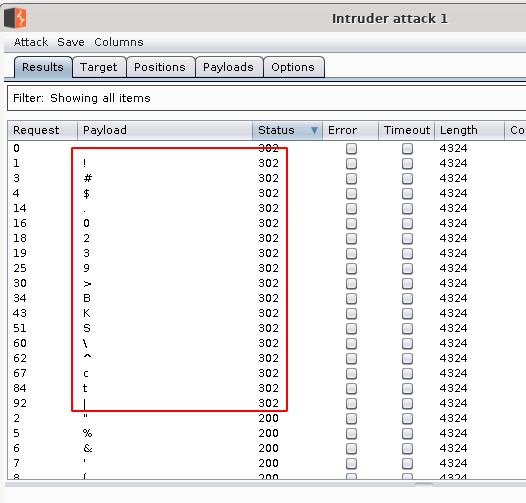 Intruder attack 1
Attack Save Columns
Results Target Positions Payloads Options
Filter: Showing all items
Request Payload Status Error Timeout Length Co
0 302 4324
1 ! 302 4324
3 # 302 4324
4 $ 302 4324
14 . 302 4324
16 0 302 4324
18 2 302 4324
19 3 302 4324
25 9 302 4324
30 > 302 4324
34 B 302 4324
43 K 302 4324
51 S 302 4324
60 \ 302 4324
62 ^ 302 4324
67 c 302 4324
84 t 302 4324
92 | 302 4324
2 " 200 4324
5 % 200 4324
6 & 200 4324
7 ' 200 4324
8 ( 200 4324